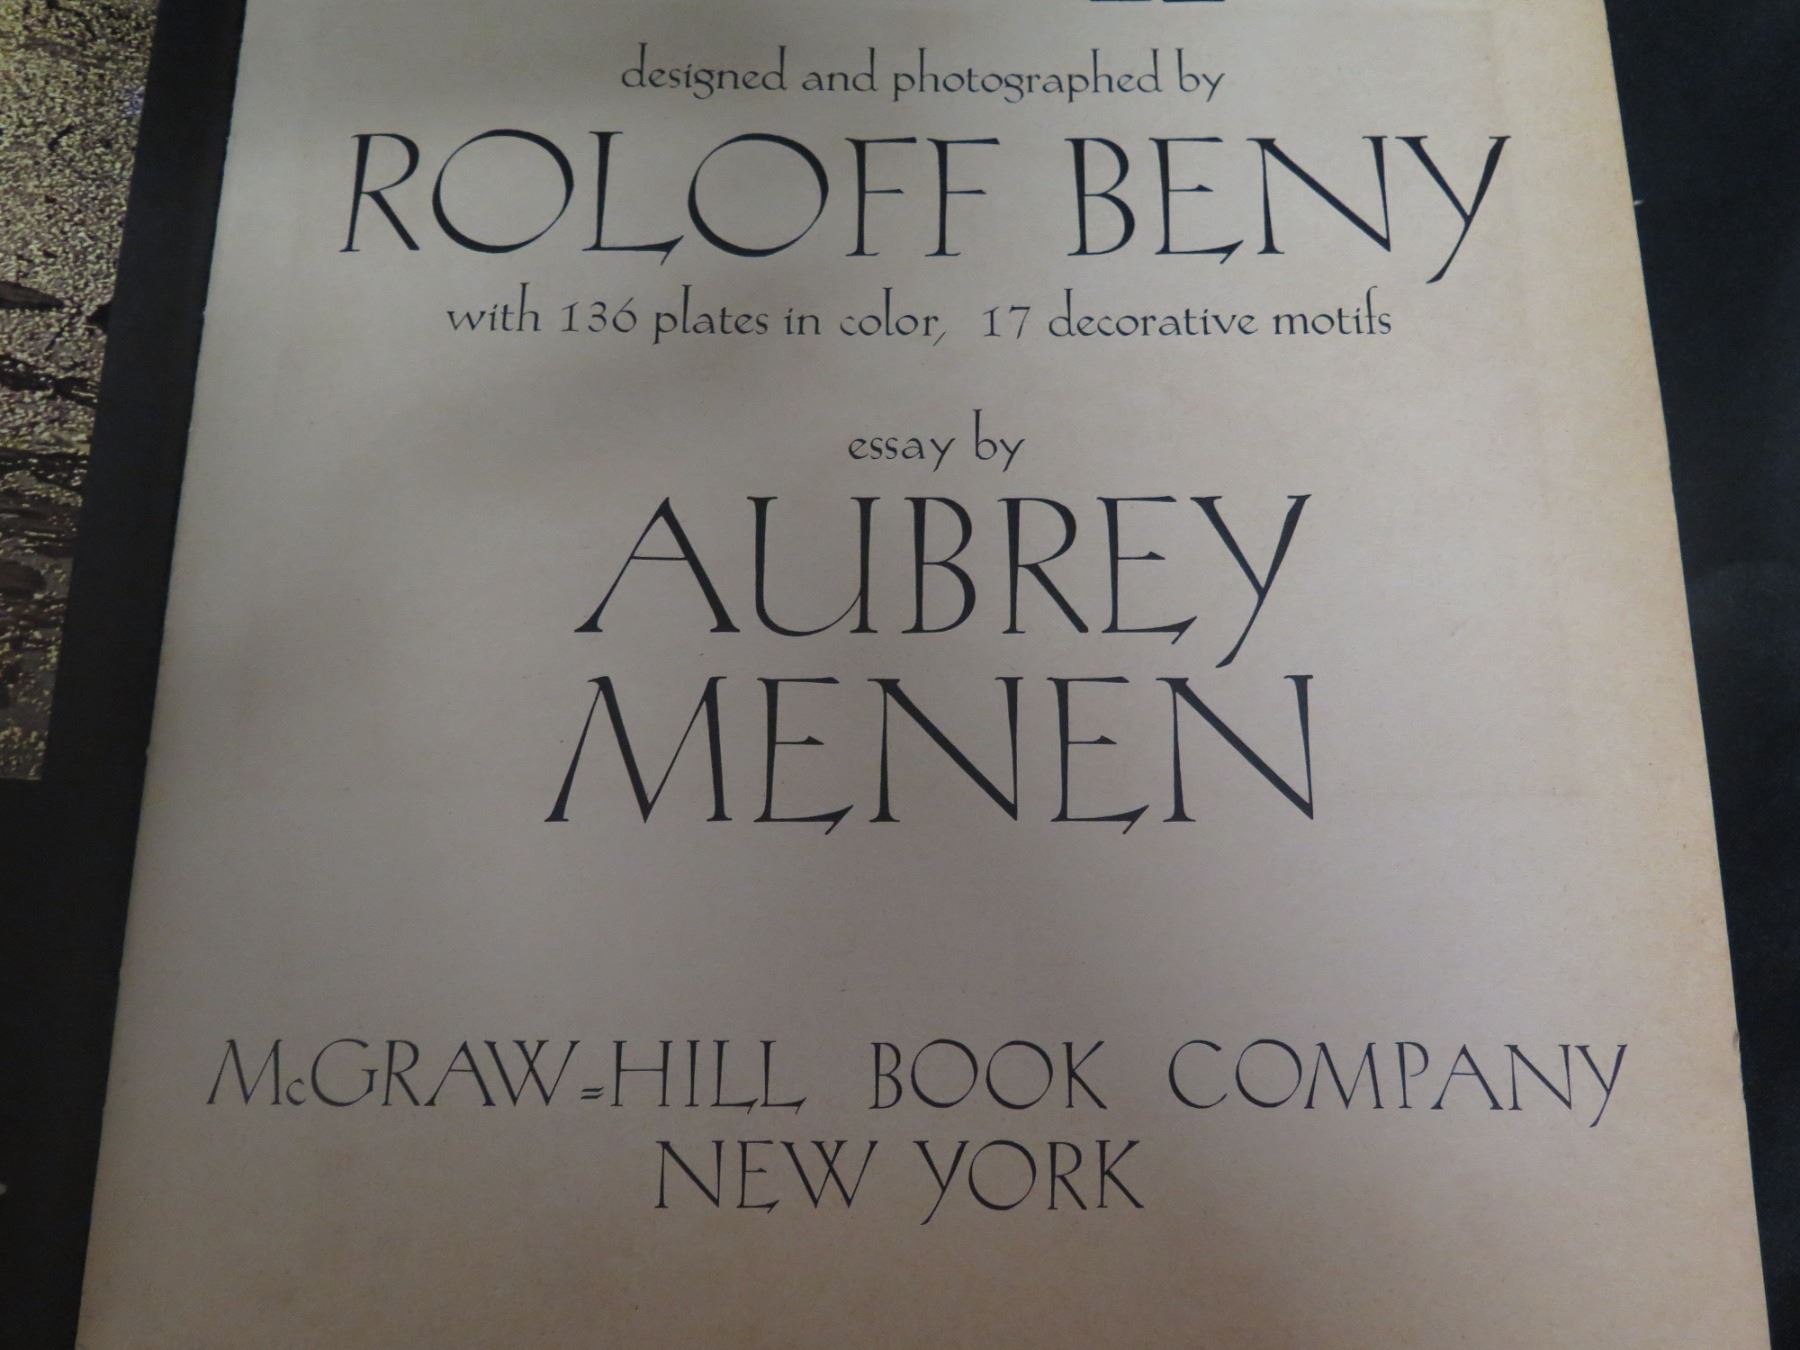 designed and photographed by
ROLOFF BENY
with 136 plates in color, 17 decorative motifs
essay by
AUBREY
MENEN
McGRAW=HILL BOOK COMPANY
NEW YORK